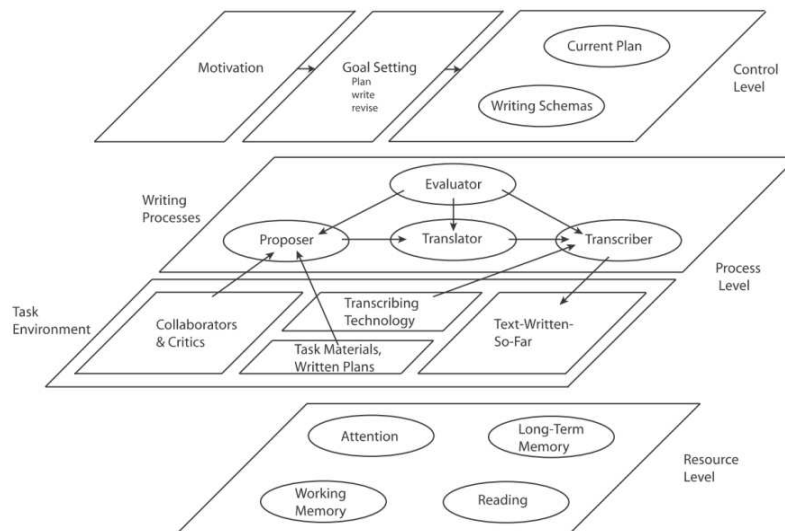 Motivation
Goal Setting
Plan
write
revise
Current Plan
Writing Schemas
Control
Level
Writing
Processes
Evaluator
Proposer
Translator
Transcriber
Process
Level
Task
Environment
Collaborators
& Critics
Transcribing
Technology
Task Materials,
Written Plans
Text-Written-
So-Far
Attention
Long-Term
Memory
Working
Memory
Reading
Resource
Level